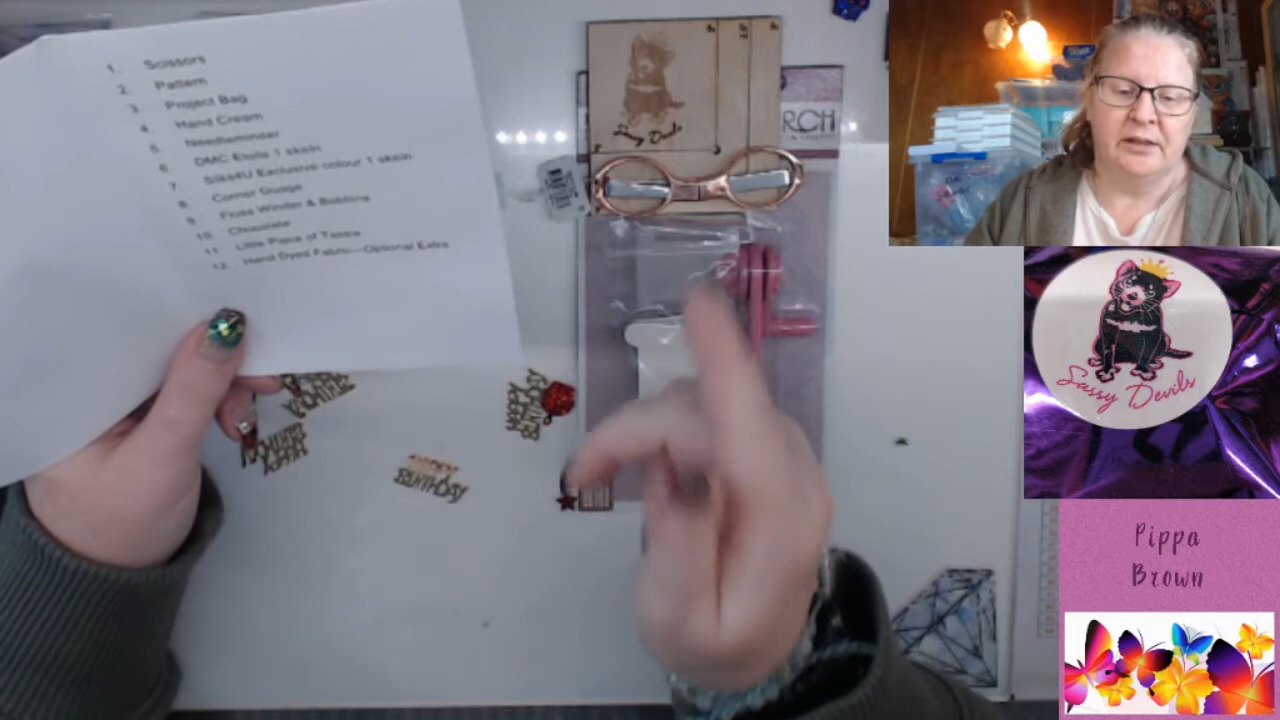 1. Scissors
2. Pattern
3. Project Bag
4. Hand Cream
5. Needleminder
6. DMC Etoile 1 skein
7. Silks4U Exclusive colour 1 skein
8. Corner Guage
9. Floss Winder & Bobbins
10. Chocolate
11. Little Piece of Tassie
12. Hand Dyed Fabric—Optional Extra
Sassy Devils
RCH
BIRTHDAY
Sassy Devils
Pippa
Brown